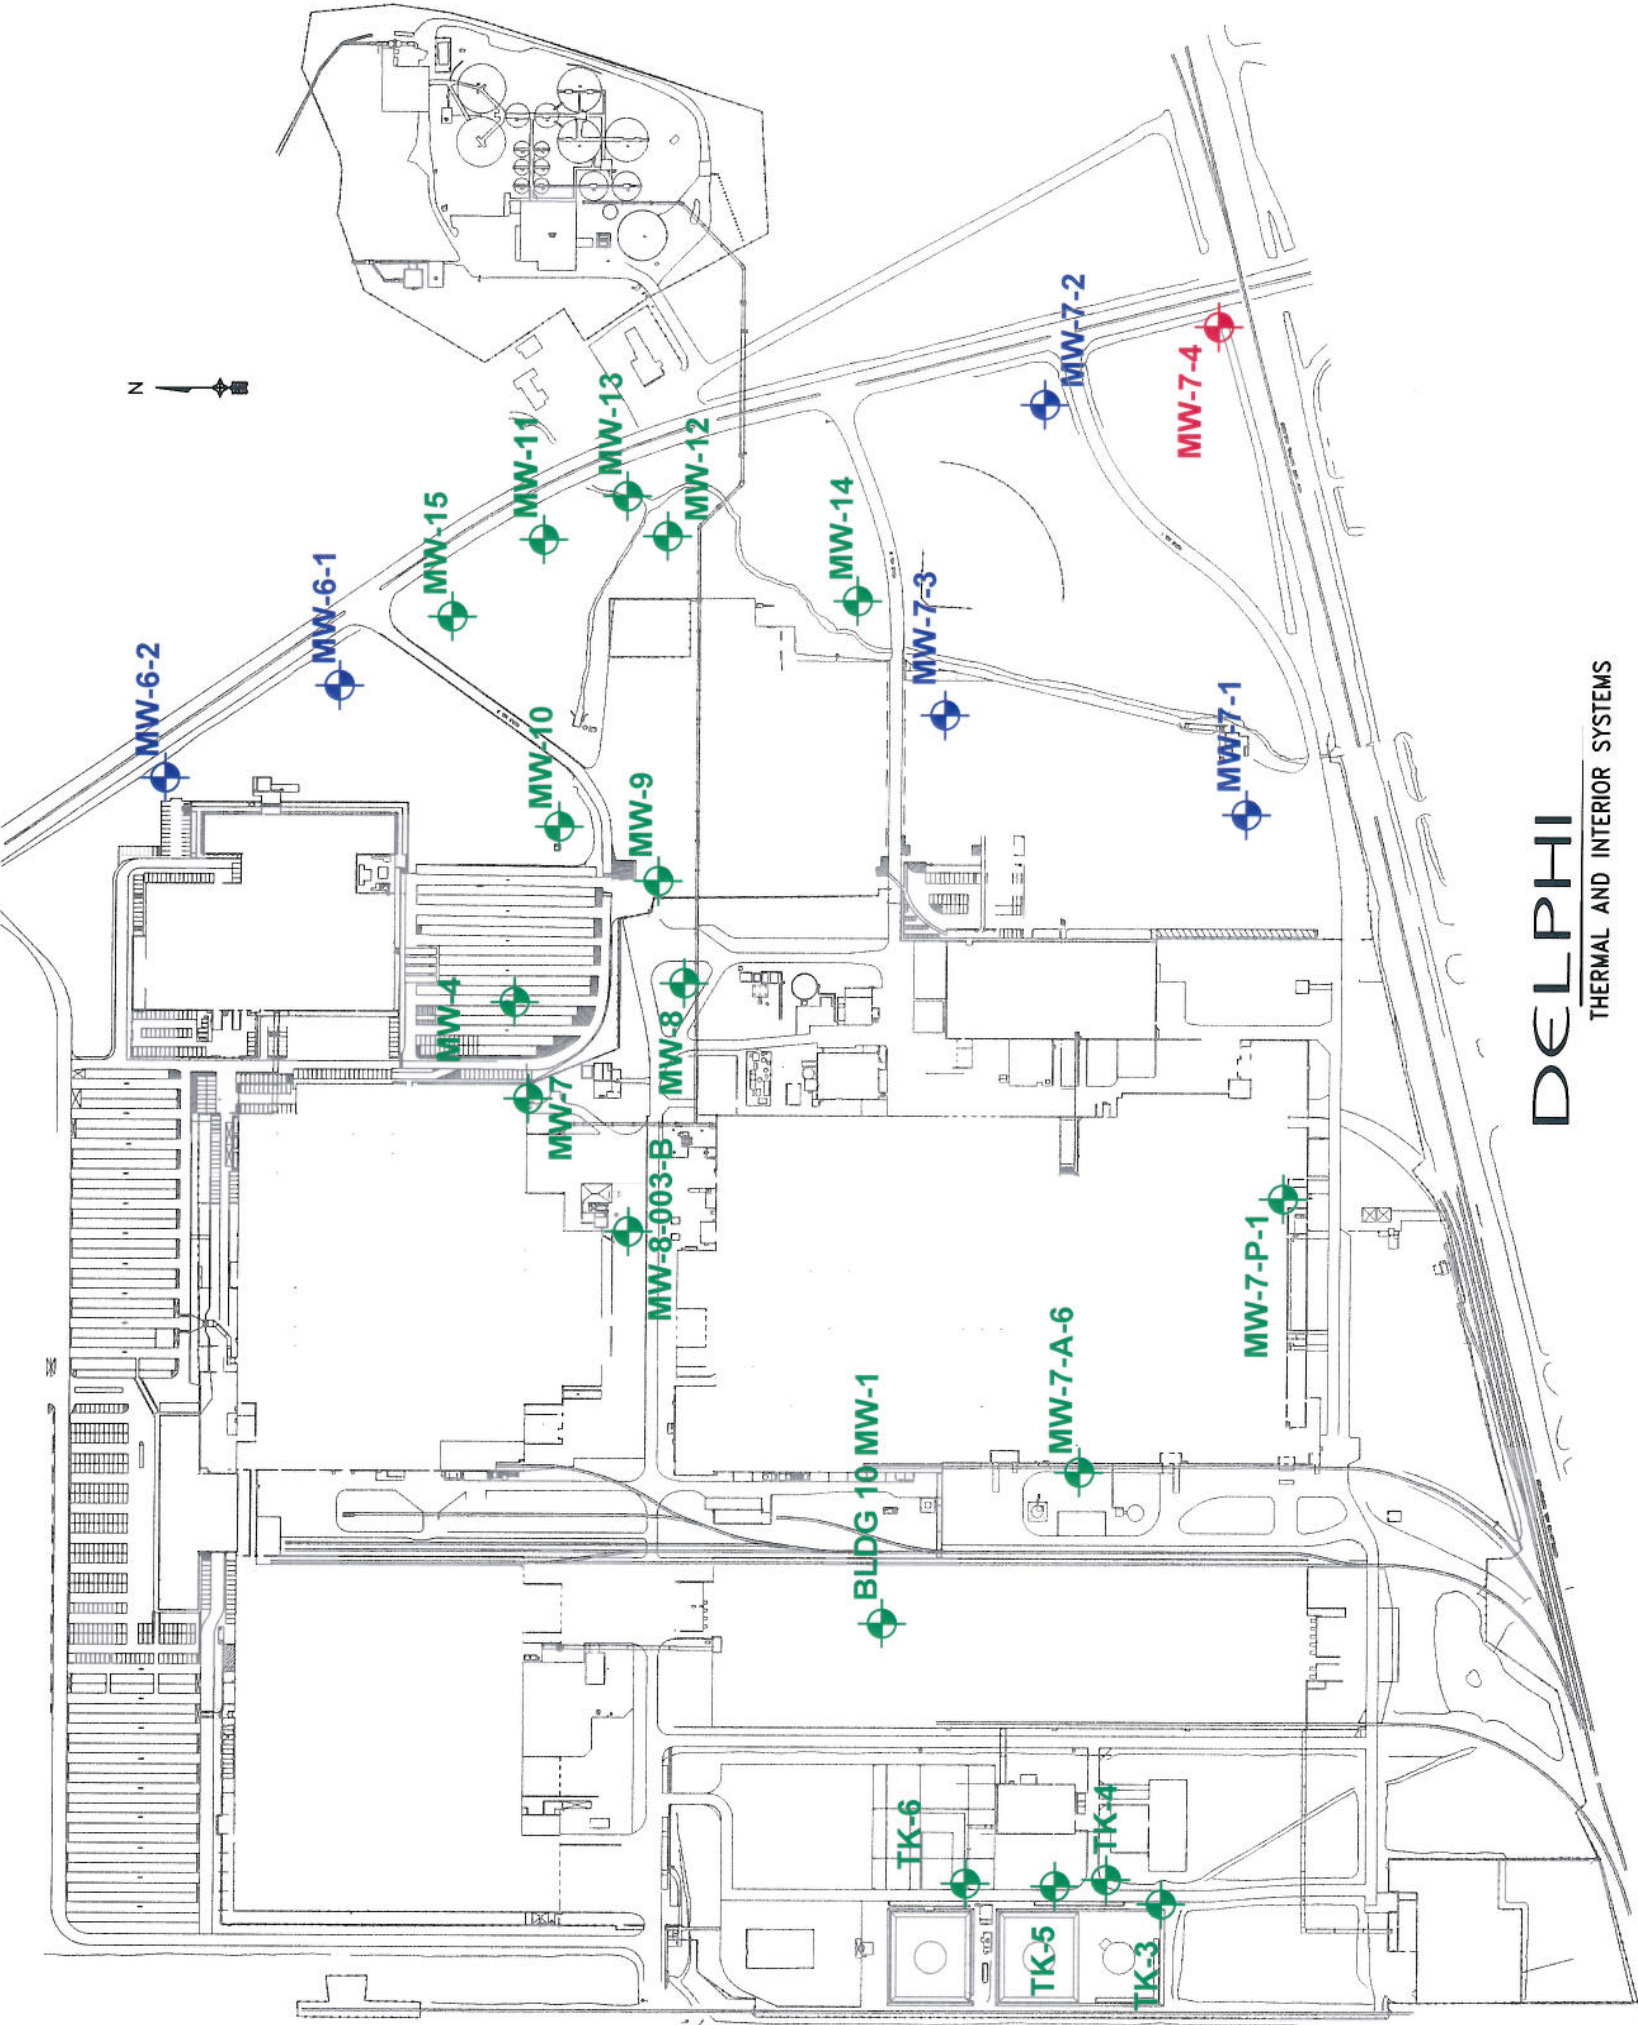 N
MW-6-2
MW-6-1
MW-15
MW-11
MW-13
MW-12
MW-14
MW-7-2
MW-7-4
MW-7-3
MW-7-1
MW-10
MW-9
MW-4
MW-8
MW-7
MW-8-003-B
MW-7-P-1
MW-7-A-6
BLDG 10 MW-1
TK-6
TK-4
TK-5
TK-3
DELPHI
THERMAL AND INTERIOR SYSTEMS